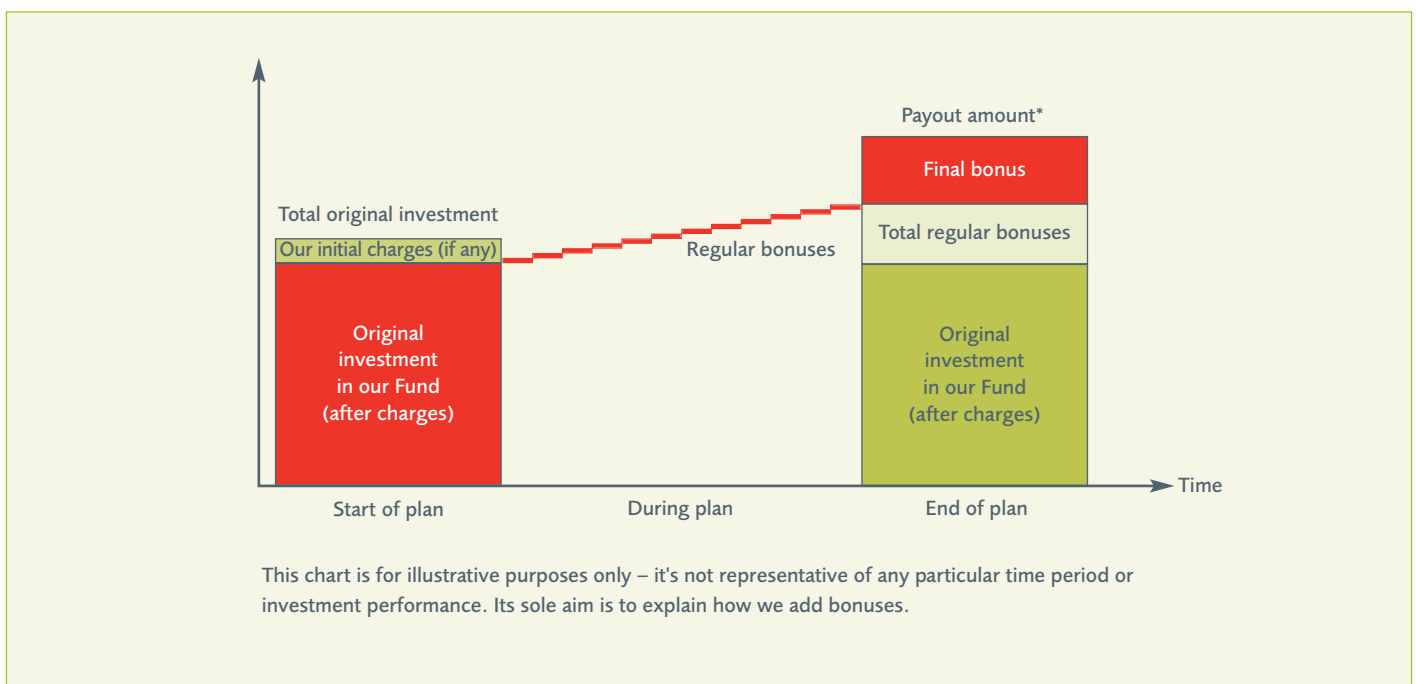 Payout amount*
Final bonus
Total original investment
Our initial charges (if any)
Regular bonuses
Total regular bonuses
Original
investment
in our Fund
(after charges)
Original
investment
in our Fund
(after charges)
Time
Start of plan
During plan
End of plan
This chart is for illustrative purposes only – it's not representative of any particular time period or
investment performance. Its sole aim is to explain how we add bonuses.